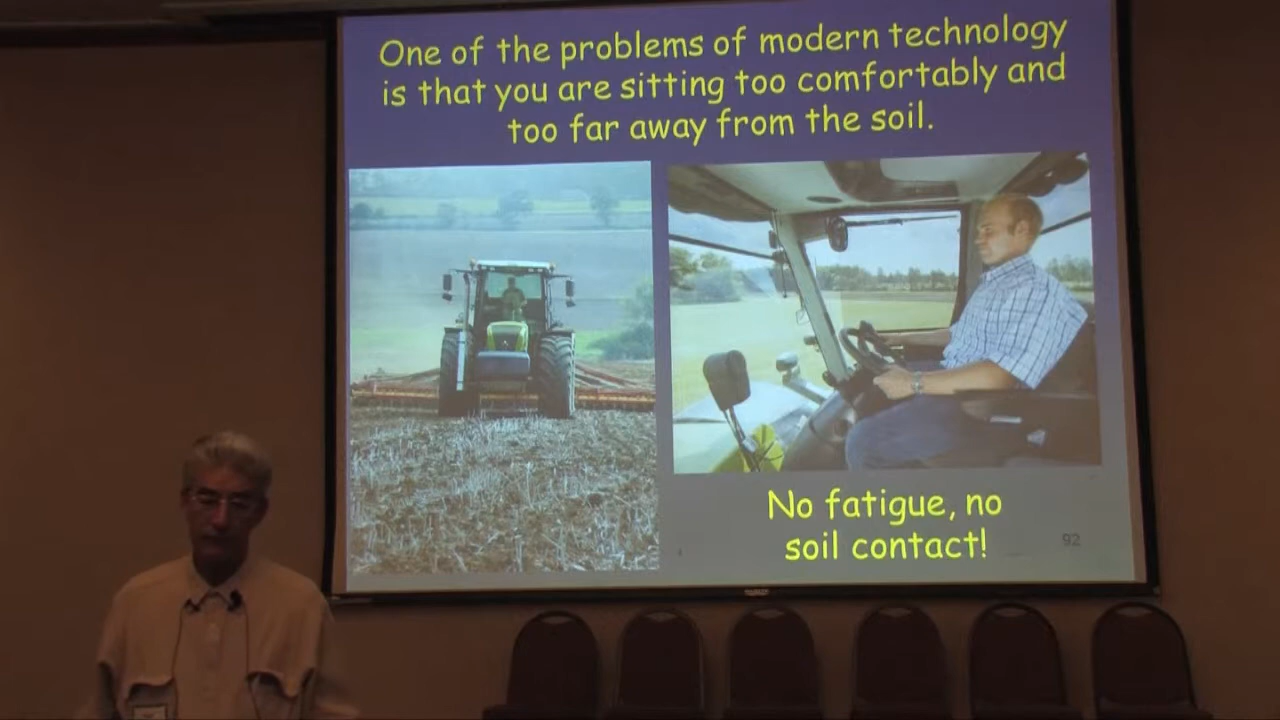 One of the problems of modern technology
is that you are sitting too comfortably and
too far away from the soil.
No fatigue, no
soil contact!
92